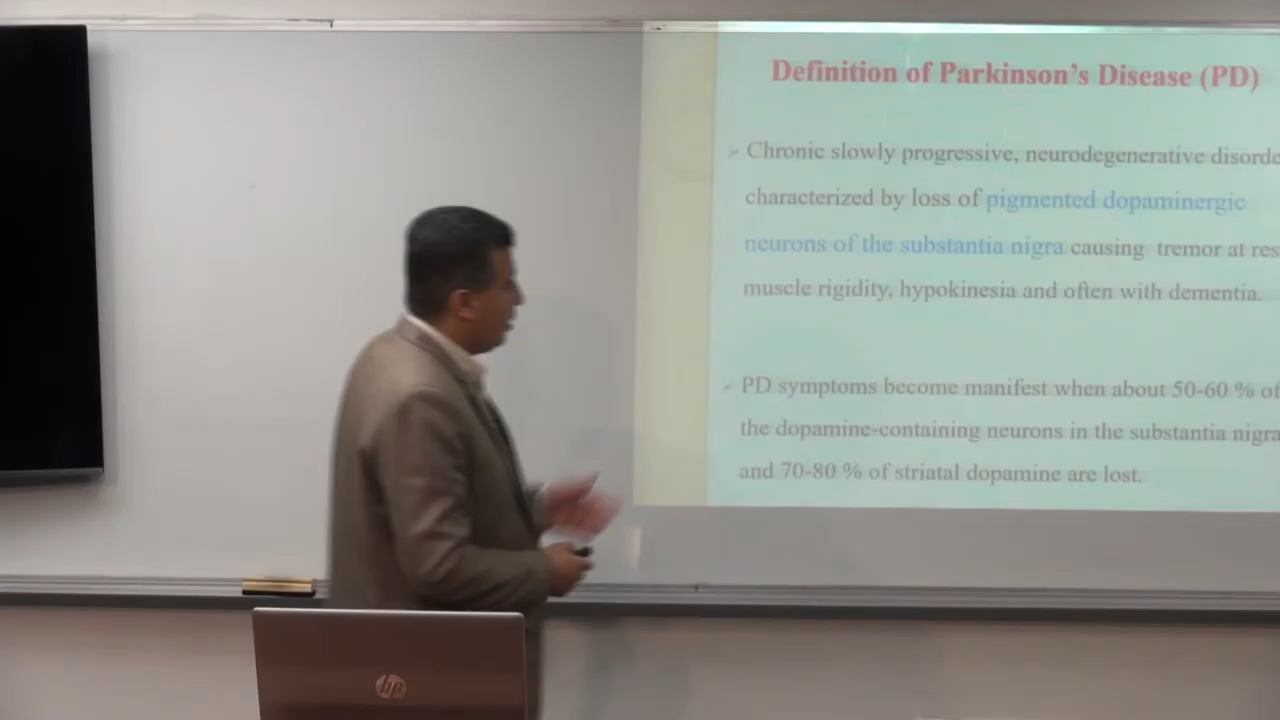 Definition of Parkinson's Disease (PD)
Chronic slowly progressive, neurodegenerative disorde
characterized by loss of pigmented dopaminergic
neurons of the substantia nigra causing tremor at res
muscle rigidity, hypokinesia and often with dementia.
PD symptoms become manifest when about 50-60 % of
the dopamine-containing neurons in the substantia nigra
and 70-80 % of striatal dopamine are lost.
hp